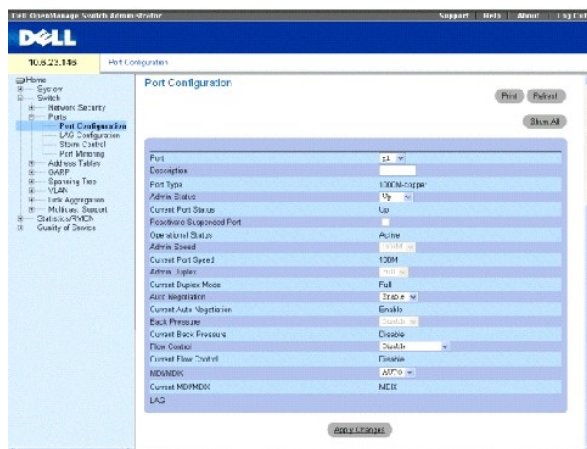 Dell OpenManage Switch Administrator
Support Help About Log Out
DELL
10.6.23.146 Port Configuration
Home
System
Switch
Network Security
Ports
Port Configuration
LAG Configuration
Storm Control
Port Mirroring
Address Tables
GARP
Spanning Tree
VLAN
Link Aggregation
Multicast Support
Statistics/RMON
Quality of Service
Port Configuration
Print Refresh
Show All
Port g1
Description
Port Type 1000M-copper
Admin Status Up
Current Port Status Up
Reactivate Suspended Port
Operational Status Active
Admin Speed
Current Port Speed 100M
Admin Duplex Full
Current Duplex Mode Full
Auto Negotiation Enable
Current Auto Negotiation Enable
Back Pressure Disable
Current Back Pressure Disable
Flow Control Disable
Current Flow Control Disable
MDI/MDIX AUTO
Current MDI/MDIX MDIX
LAG
Apply Changes